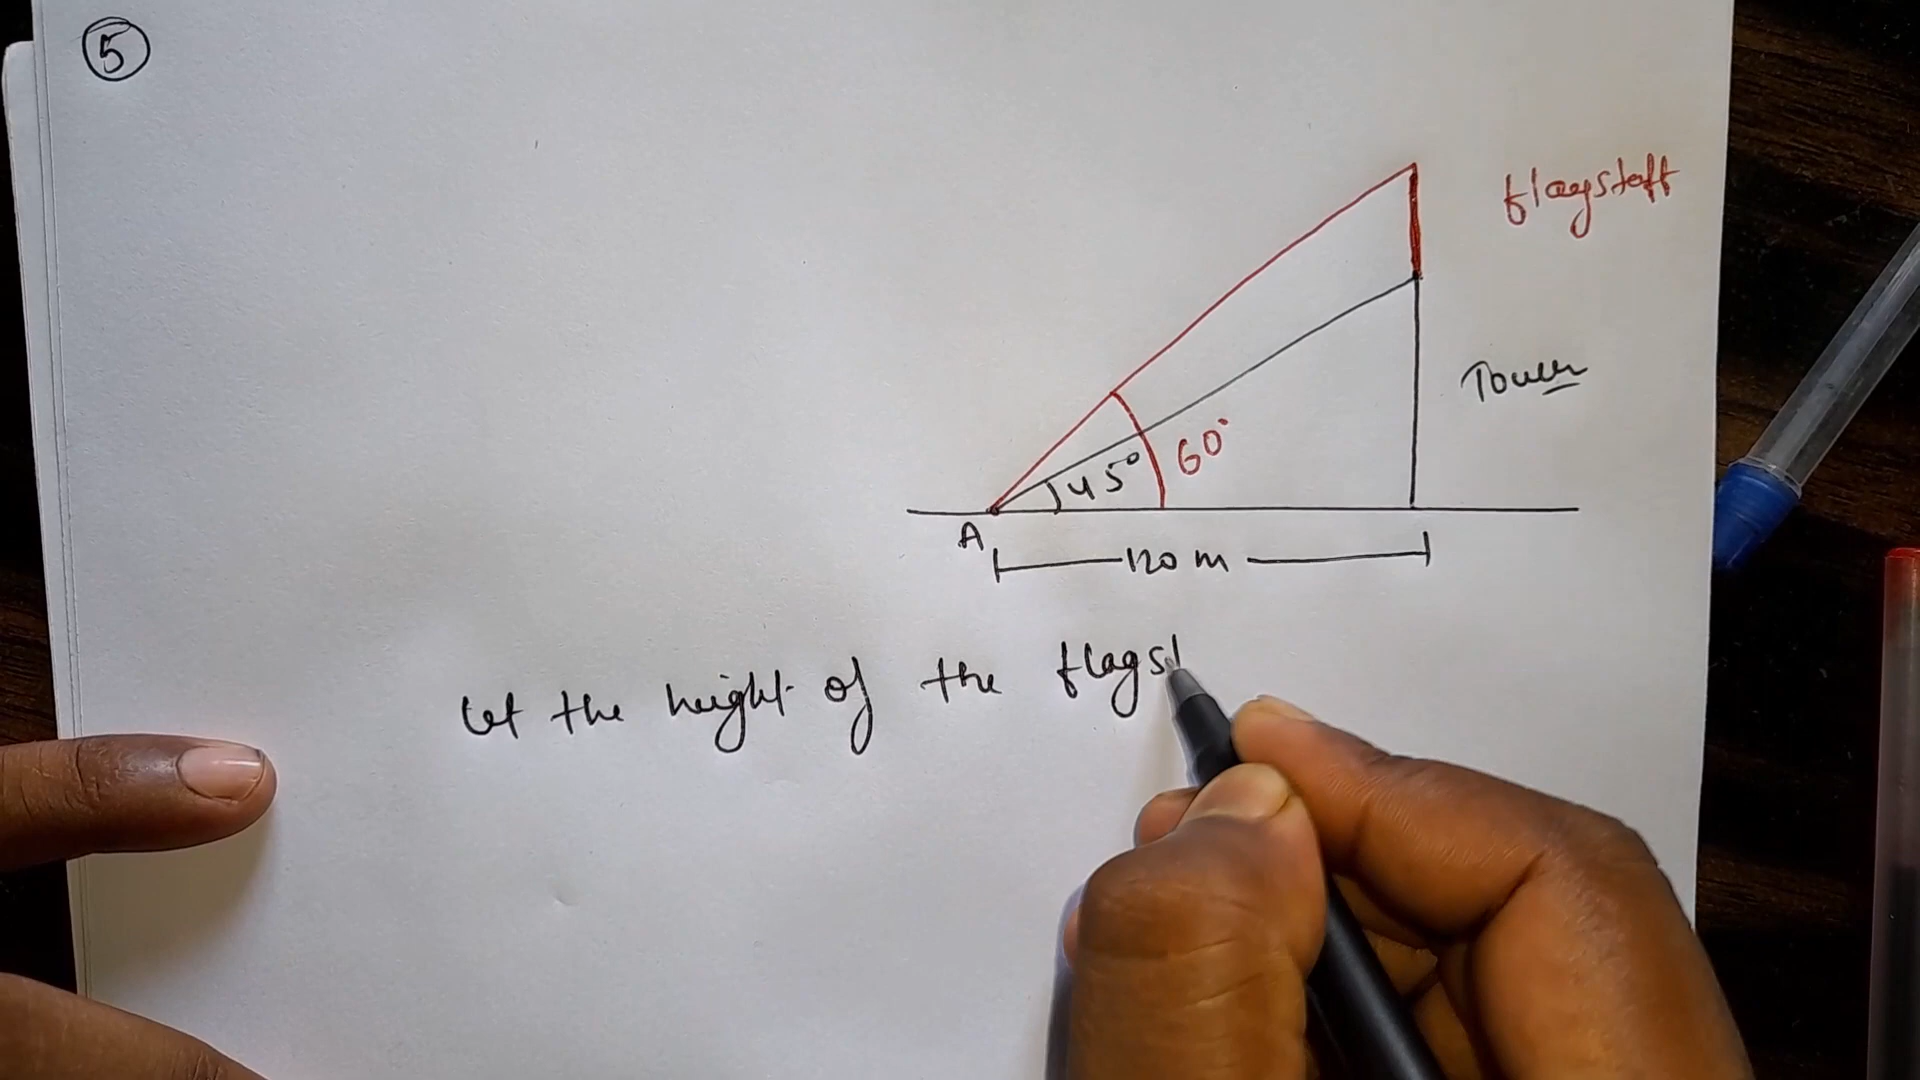 5
flagstaff
Tower
60°
45°
A
120 m
Let the height of the flagst